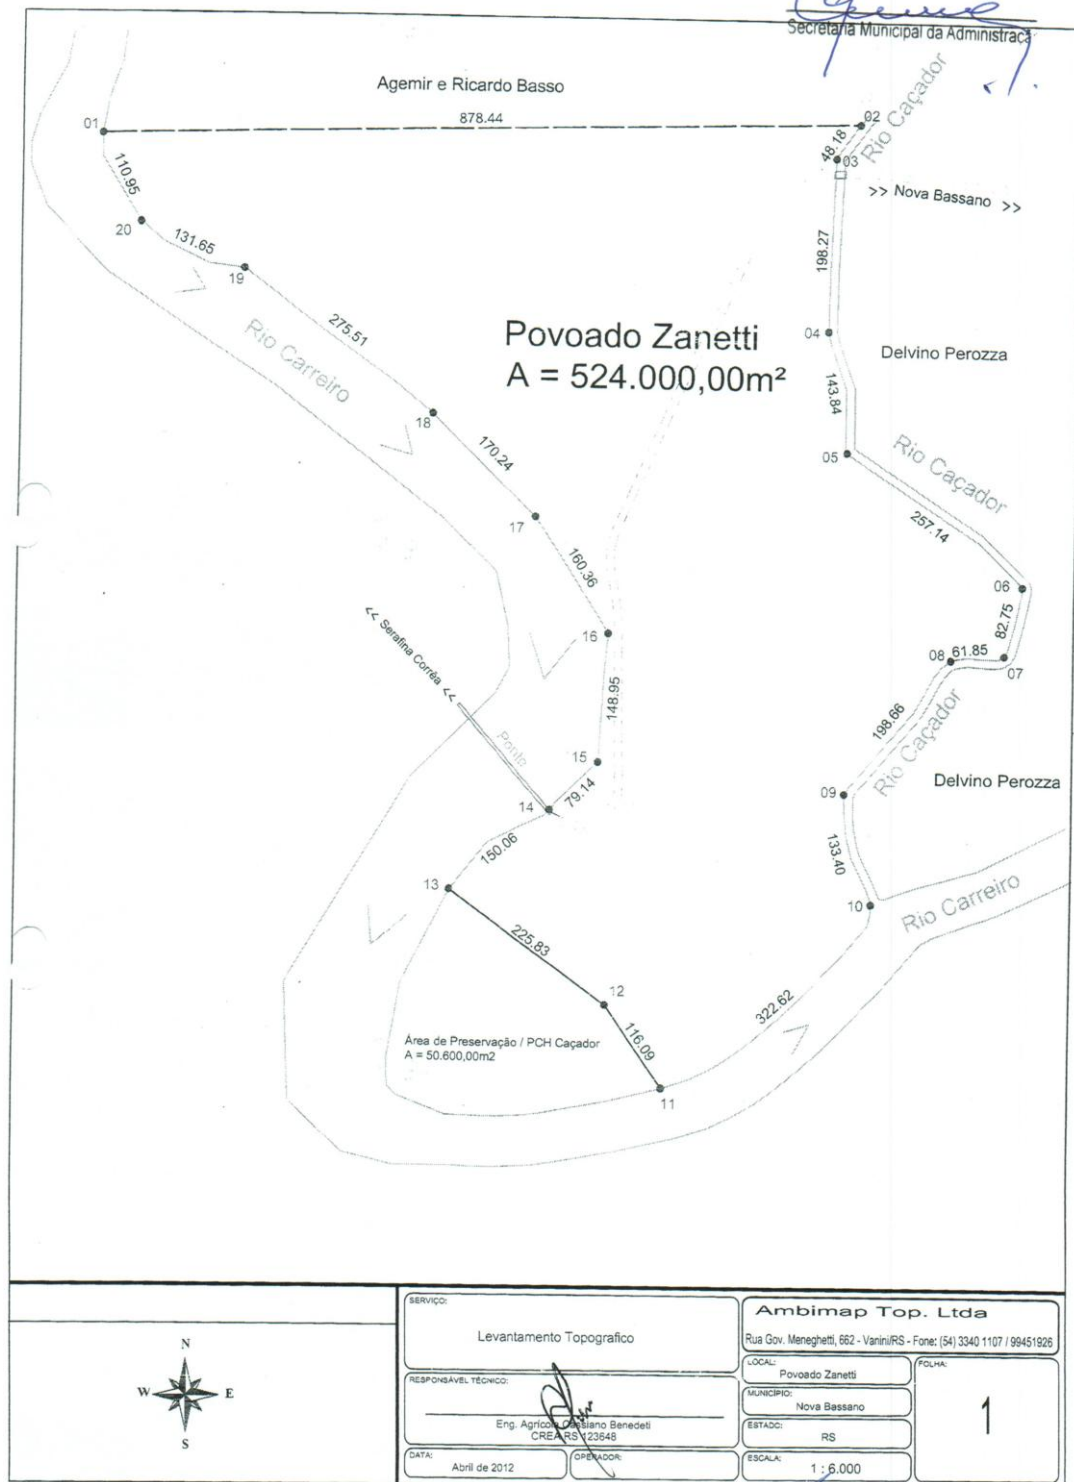 Secretaria Municipal da Administraçã
Agemir e Ricardo Basso
878.44
01
02
48.18
03
Rio Caçador
>> Nova Bassano >>
110.95
20
131.65
19
198.27
275.51
Rio Carreiro
Povoado Zanetti
A = 524.000,00m²
04
Delvino Perozza
143.84
18
170.24
05
Rio Caçador
257.14
17
160.36
06
82.75
16
08
61.85
07
<< Serafina Corrêa <<
148.95
198.66
Rio Caçador
Ponte
15
79.14
14
09
Delvino Perozza
150.06
133.40
13
10
Rio Carreiro
225.83
12
322.62
116.09
Área de Preservação / PCH Caçador
A = 50.600,00m2
11
N
W
E
S
SERVIÇO:
Levantamento Topografico
RESPONSÁVEL TÉCNICO:
Eng. Agrícola Cassiano Benedeti
CREA RS 123648
DATA:
Abril de 2012
OPERADOR:
Ambimap Top. Ltda
Rua Gov. Meneghetti, 662 - Vanini/RS - Fone: (54) 3340 1107 / 99451926
LOCAL:
Povoado Zanetti
MUNICÍPIO:
Nova Bassano
ESTADO:
RS
ESCALA:
1 : 6.000
FOLHA:
1